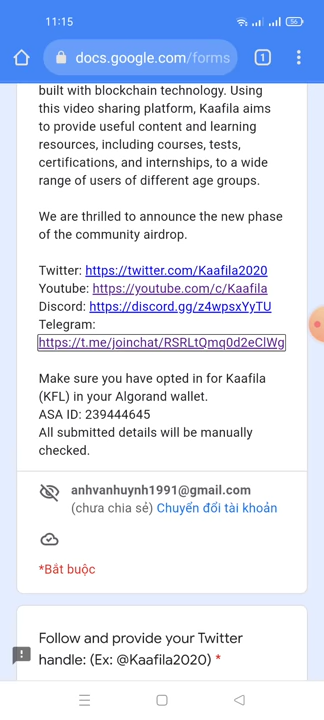 11:15
56
docs.google.com/forms
1
built with blockchain technology. Using
this video sharing platform, Kaafila aims
to provide useful content and learning
resources, including courses, tests,
certifications, and internships, to a wide
range of users of different age groups.
We are thrilled to announce the new phase
of the community airdrop.
Twitter: https://twitter.com/Kaafila2020
Youtube: https://youtube.com/c/Kaafila
Discord: https://discord.gg/z4wpsxYyTU
Telegram:
https://t.me/joinchat/RSRLtQmq0d2eClWg
Make sure you have opted in for Kaafila
(KFL) in your Algorand wallet.
ASA ID: 239444645
All submitted details will be manually
checked.
anhvanhuynh1991@gmail.com
(chưa chia sẻ) Chuyển đổi tài khoản
*Bắt buộc
Follow and provide your Twitter
handle: (Ex: @Kaafila2020) *